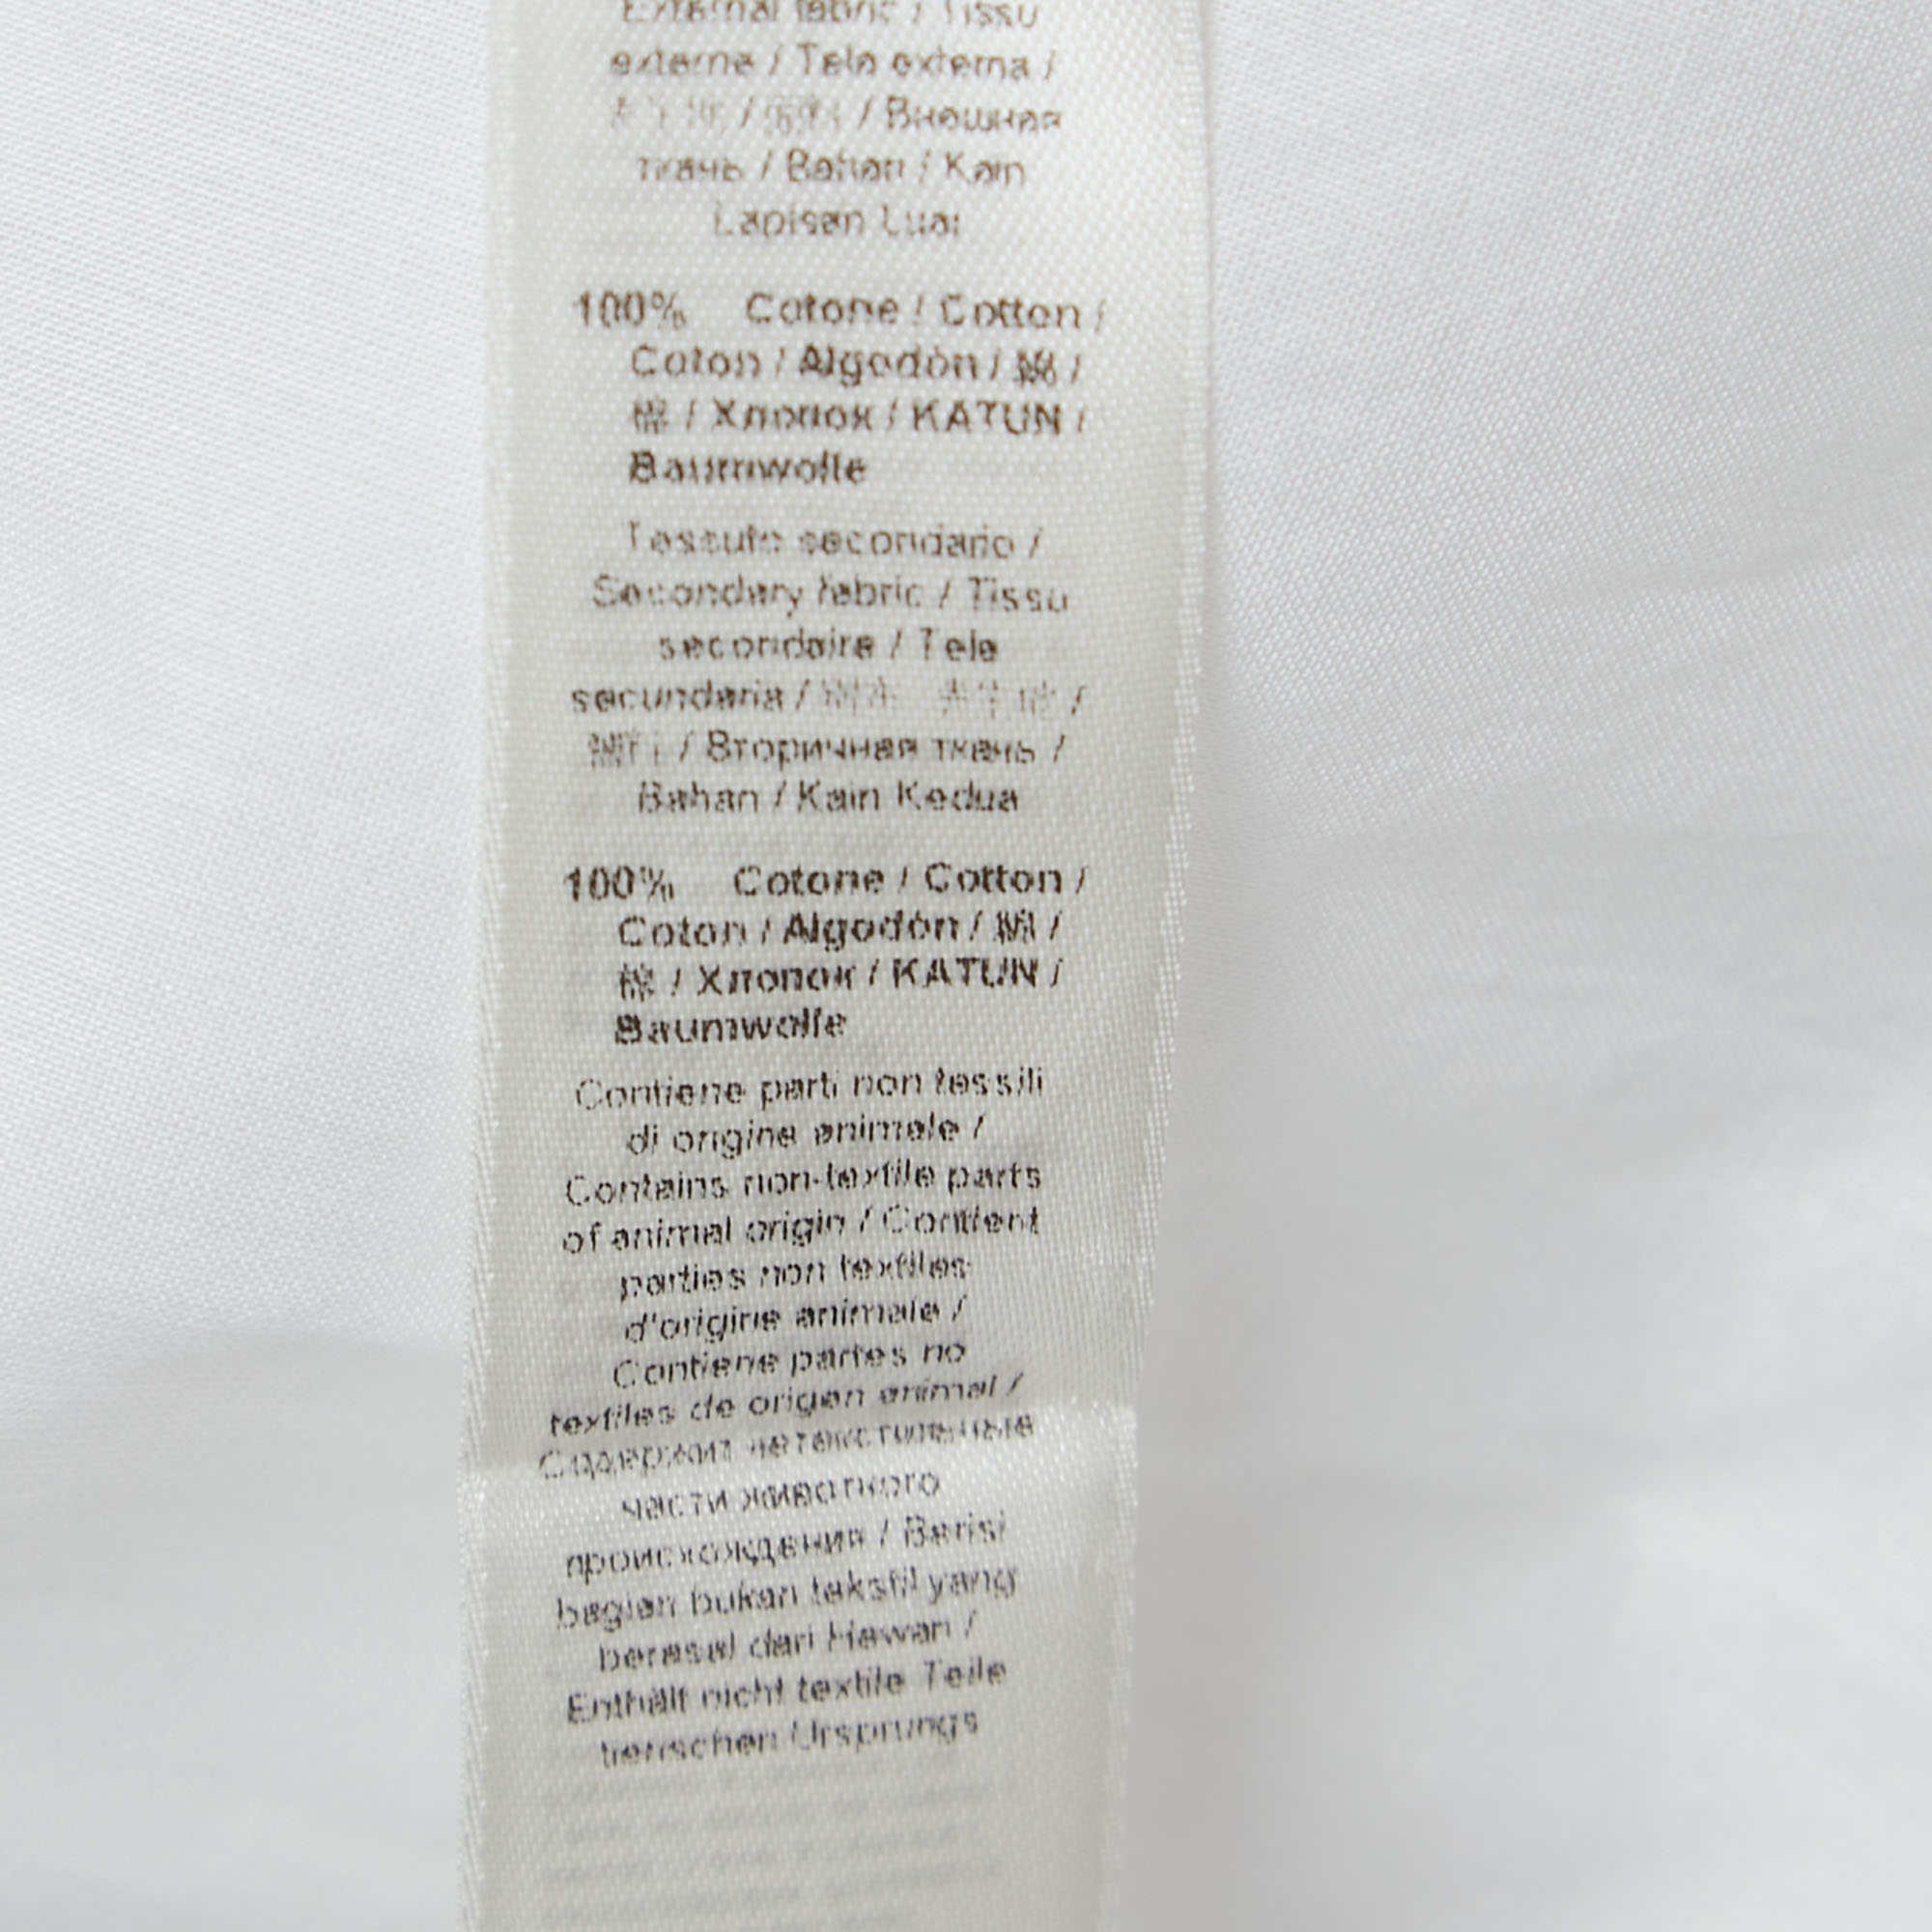 External fabric / Tissu
externe / Tela externa /
/ / Внешная
ткань / Bahan / Kain
Lapisan Luar
100% Cotone / Cotton /
Coton / Algodón / 綿 /
棉 / Хлопок / KATUN /
Baumwolle
Tessuto secondario /
Secondary fabric / Tissu
secondaire / Tela
secundaria / /
/ Вторичная ткань /
Bahan / Kain Kedua
100% Cotone / Cotton /
Coton / Algodón / 綿 /
棉 / Хлопок / KATUN /
Baumwolle
Contiene parti non tessili
di origine animale /
Contains non-textile parts
of animal origin / Contient
parties non textiles
d'origine animale /
Contiene partes no
textiles de origen animal /
Содержит нетекстильные
части животного
происхождения / Berisi
bagian bukan tekstil yang
berasal dari Hewan /
Enthält nicht textile Teile
tierischen Ursprungs